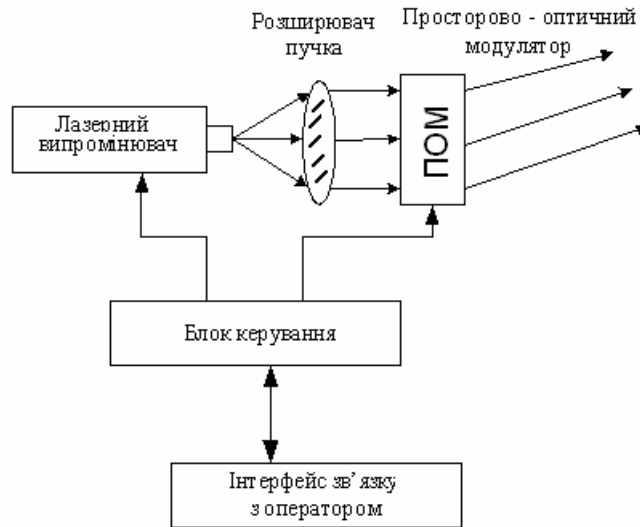 Розширювач
пучка
Просторово - оптичний
модулятор
Лазерний
випромінювач
ПОМ
Блок керування
Інтерфейс зв’язку
з оператором